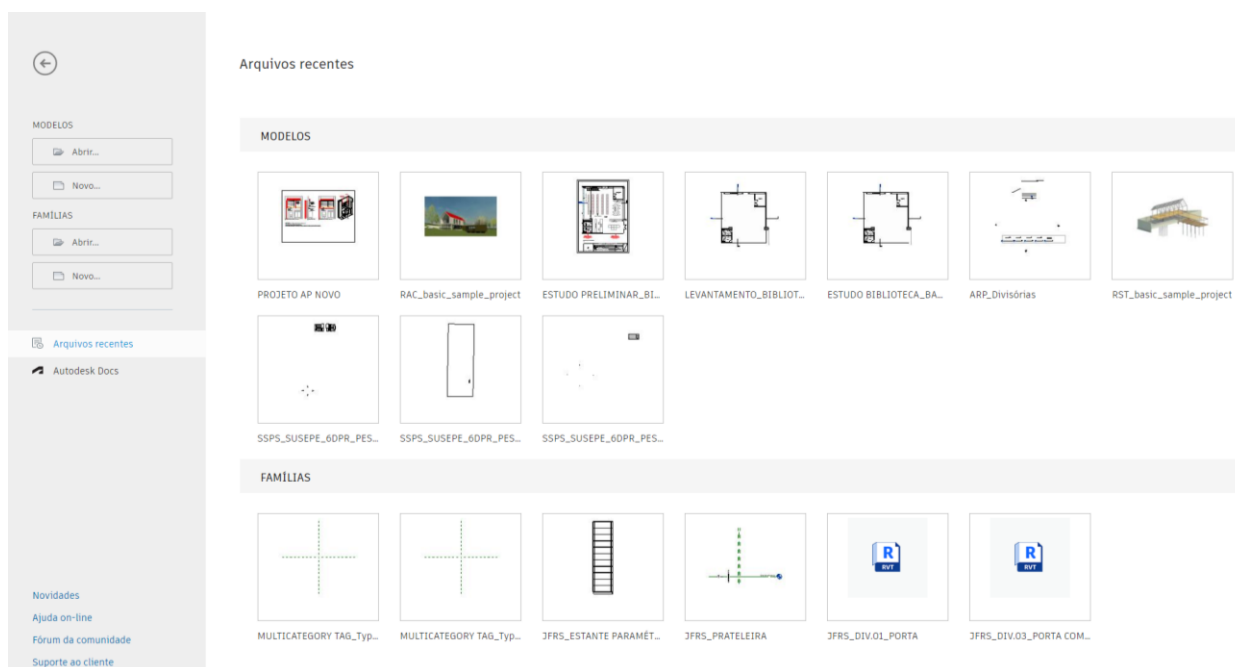 Arquivos recentes
MODELOS
Abrir...
Novo...
FAMÍLIAS
Abrir...
Novo...
Arquivos recentes
Autodesk Docs
Novidades
Ajuda on-line
Fórum da comunidade
Suporte ao cliente
MODELOS
PROJETO AP NOVO
RAC_basic_sample_project
ESTUDO PRELIMINAR_BI...
LEVANTAMENTO_BIBLIOT...
ESTUDO BIBLIOTECA_BA...
ARP_Divisórias
RST_basic_sample_project
SSPS_SUSEPE_6DPR_PES...
SSPS_SUSEPE_6DPR_PES...
SSPS_SUSEPE_6DPR_PES...
FAMÍLIAS
MULTICATEGORY TAG_Typ...
MULTICATEGORY TAG_Typ...
JFRS_ESTANTE PARAMÉT...
JFRS_PRATELEIRA
R
RVT
JFRS_DIV.01_PORTA
R
RVT
JFRS_DIV.03_PORTA COM...